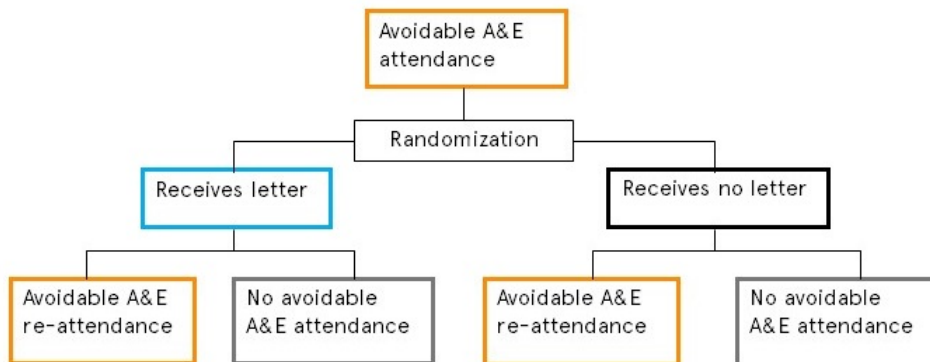 Avoidable A&E
attendance
Randomization
Receives letter
Receives no letter
Avoidable A&E
re-attendance
No avoidable
A&E attendance
Avoidable A&E
re-attendance
No avoidable
A&E attendance